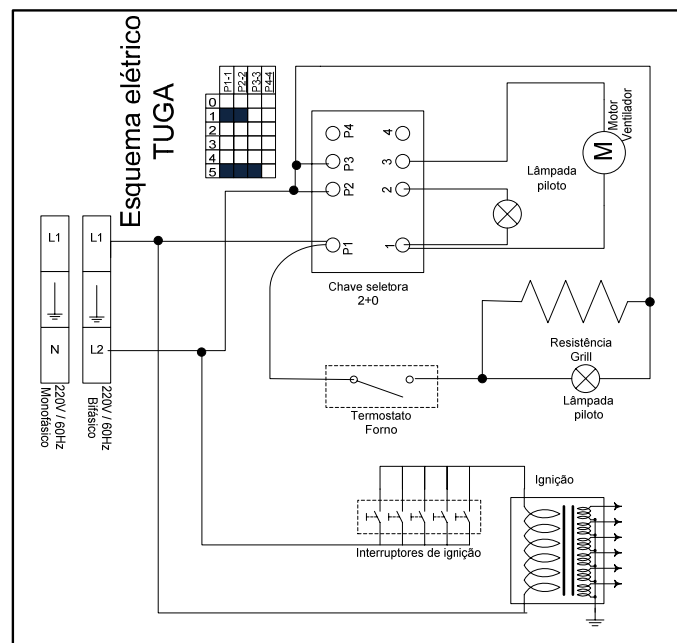 Esquema elétrico
TUGA
P1-1
P2-2
P3-3
P4-4
0
1
2
3
4
5
P4
4
P3
3
P2
2
P1
1
Chave seletora
2+0
Motor
Ventilador
M
Lâmpada
piloto
L1
L1
N
L2
220V / 60Hz
Monofásico
220V / 60Hz
Bifásico
Resistência
Grill
Lâmpada
piloto
Termostato
Forno
Ignição
Interruptores de ignição